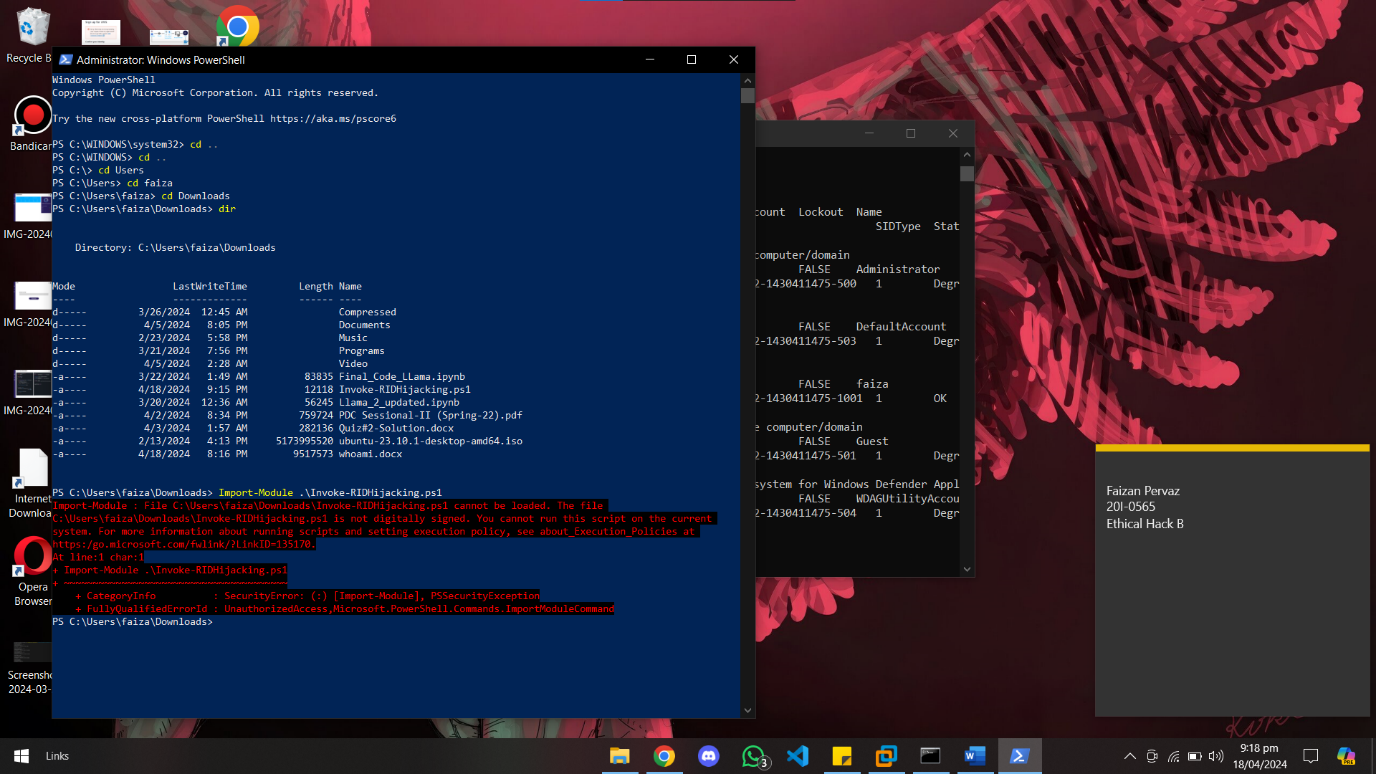 Recycle B
Bandicam
IMG-20240
IMG-20240
IMG-20240
Internet
Downloa
Opera
Browser
Screensho
2024-03-
Administrator: Windows PowerShell
Windows PowerShell
Copyright (C) Microsoft Corporation. All rights reserved.
Try the new cross-platform PowerShell https://aka.ms/pscore6
PS C:\WINDOWS\system32> cd ..
PS C:\WINDOWS> cd ..
PS C:\> cd Users
PS C:\Users> cd faiza
PS C:\Users\faiza> cd Downloads
PS C:\Users\faiza\Downloads> dir
Directory: C:\Users\faiza\Downloads
Mode LastWriteTime Length Name
---- ------------- ------ ----
d----- 3/26/2024 12:45 AM Compressed
d----- 4/5/2024 8:05 PM Documents
d----- 2/23/2024 5:58 PM Music
d----- 3/21/2024 7:56 PM Programs
d----- 4/5/2024 2:28 AM Video
-a---- 3/22/2024 1:49 AM 83835 Final_Code_LLama.ipynb
-a---- 4/18/2024 9:15 PM 12118 Invoke-RIDHijacking.ps1
-a---- 3/20/2024 12:36 AM 56245 Llama_2_updated.ipynb
-a---- 4/2/2024 8:34 PM 759724 PDC Sessional-II (Spring-22).pdf
-a---- 4/3/2024 1:57 AM 282136 Quiz#2-Solution.docx
-a---- 2/13/2024 4:13 PM 5173995520 ubuntu-23.10.1-desktop-amd64.iso
-a---- 4/18/2024 8:16 PM 9517573 whoami.docx
PS C:\Users\faiza\Downloads> Import-Module .\Invoke-RIDHijacking.ps1
Import-Module : File C:\Users\faiza\Downloads\Invoke-RIDHijacking.ps1 cannot be loaded. The file
C:\Users\faiza\Downloads\Invoke-RIDHijacking.ps1 is not digitally signed. You cannot run this script on the current
system. For more information about running scripts and setting execution policy, see about_Execution_Policies at
https:/go.microsoft.com/fwlink/?LinkID=135170.
At line:1 char:1
+ Import-Module .\Invoke-RIDHijacking.ps1
+ ~~~~~~~~~~~~~~~~~~~~~~~~~~~~~~~~~~~~~~~
+ CategoryInfo : SecurityError: (:) [Import-Module], PSSecurityException
+ FullyQualifiedErrorId : UnauthorizedAccess,Microsoft.PowerShell.Commands.ImportModuleCommand
PS C:\Users\faiza\Downloads>
count Lockout Name
SIDType Stat
computer/domain
FALSE Administrator
2-1430411475-500 1 Degr
FALSE DefaultAccount
2-1430411475-503 1 Degr
FALSE faiza
2-1430411475-1001 1 OK
e computer/domain
FALSE Guest
2-1430411475-501 1 Degr
system for Windows Defender Appl
FALSE WDAGUtilityAccou
2-1430411475-504 1 Degr
Faizan Pervaz
20I-0565
Ethical Hack B
Links
3
9:18 pm
18/04/2024
PRE